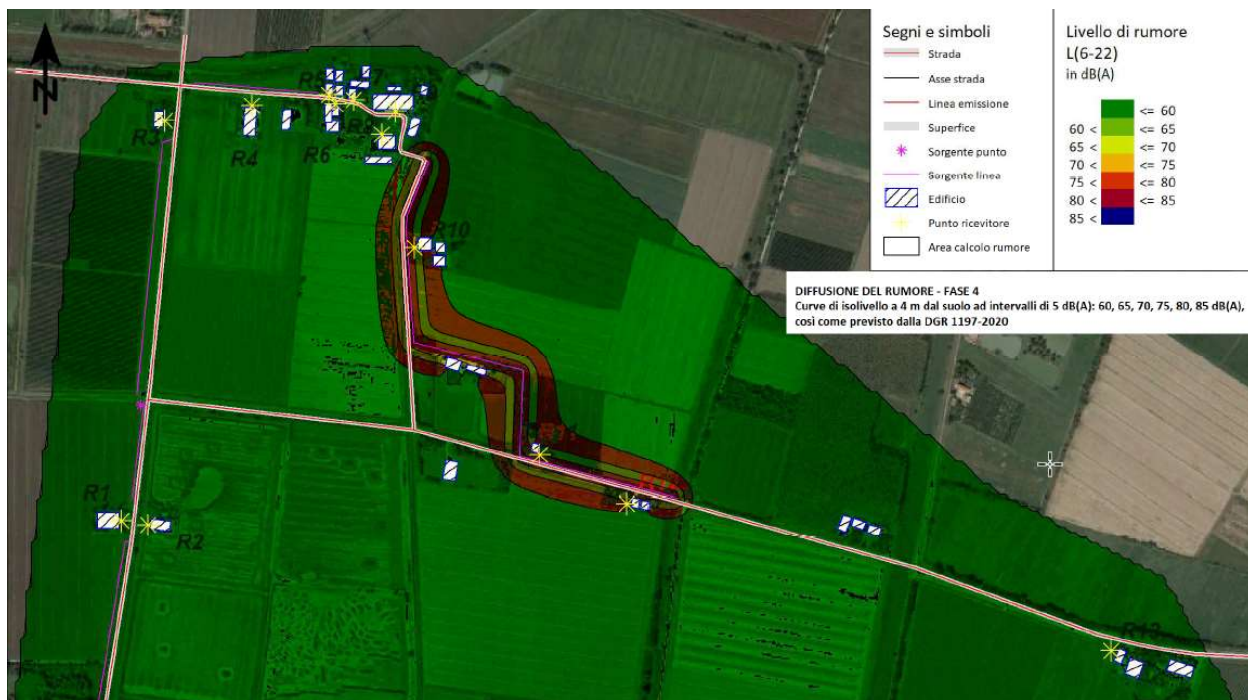 N
R5
R7
R3
R4
R6
R8
R10
R1
R2
Segni e simboli
Strada
Asse strada
Linea emissione
Superfice
Sorgente punto
Sorgente linea
Edificio
Punto ricevitore
Area calcolo rumore
Livello di rumore
L(6-22)
in dB(A)
<= 60
60 < <= 65
65 < <= 70
70 < <= 75
75 < <= 80
80 < <= 85
85 <
DIFFUSIONE DEL RUMORE - FASE 4
Curve di isolivello a 4 m dal suolo ad intervalli di 5 dB(A): 60, 65, 70, 75, 80, 85 dB(A),
così come previsto dalla DGR 1197-2020